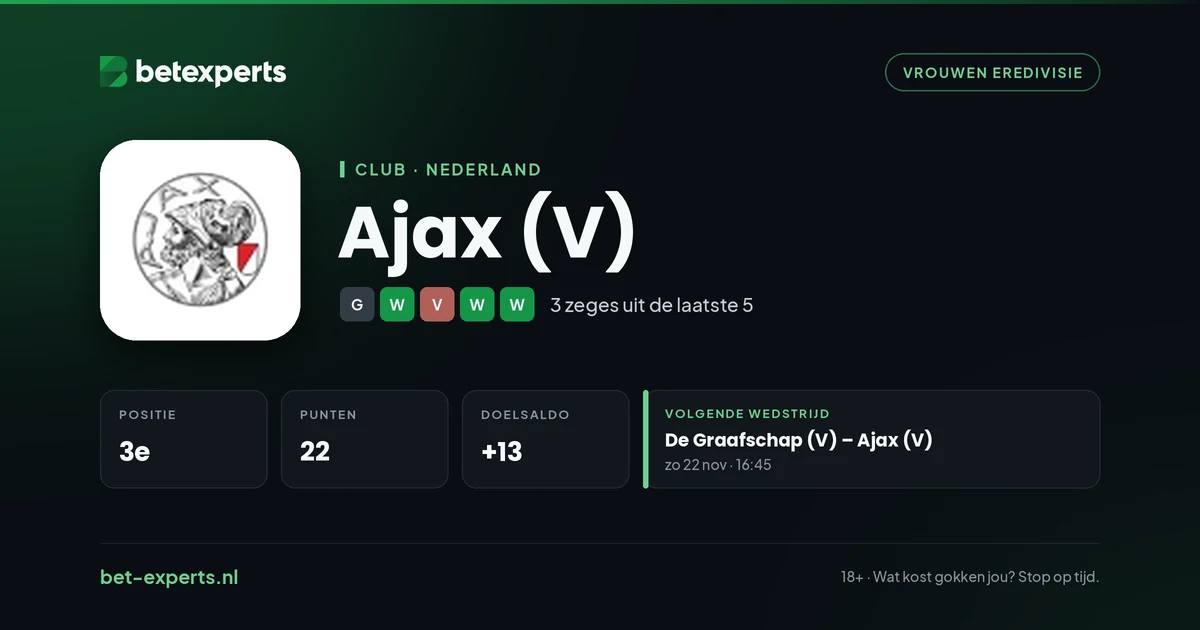 betexperts
VROUWEN EREDIVISIE
AJAX
CLUB · NEDERLAND
Ajax (V)
G W V W W 3 zeges uit de laatste 5
POSITIE
3e
PUNTEN
22
DOELSALDO
+13
VOLGENDE WEDSTRIJD
De Graafschap (V) – Ajax (V)
zo 22 nov · 16:45
bet-experts.nl
18+ · Wat kost gokken jou? Stop op tijd.